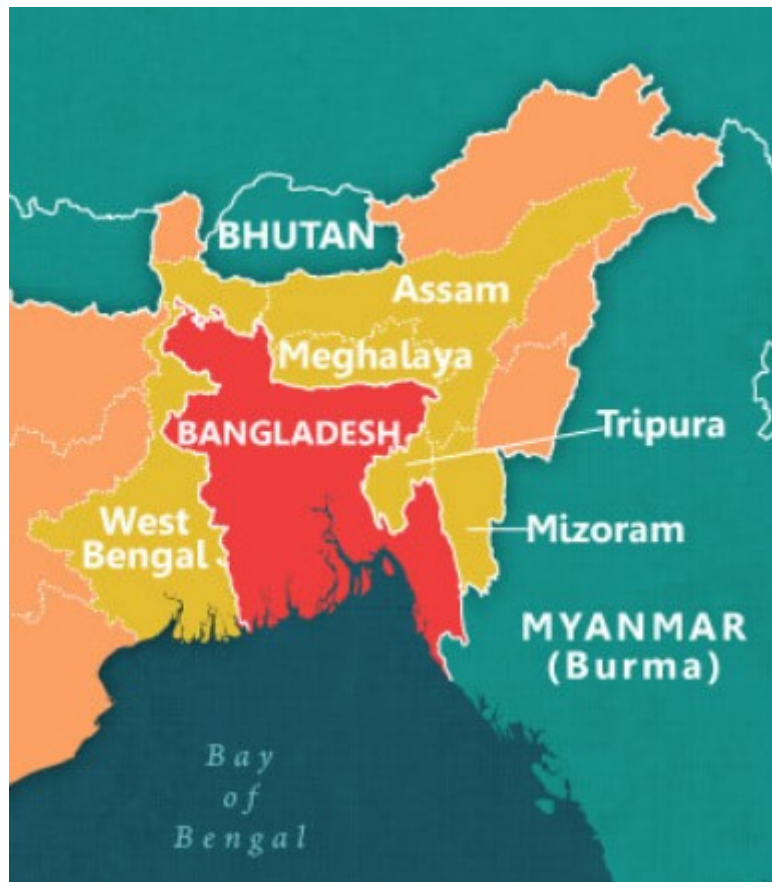 BHUTAN
Assam
Meghalaya
BANGLADESH
Tripura
West
Bengal
Mizoram
MYANMAR
(Burma)
Bay
of
Bengal